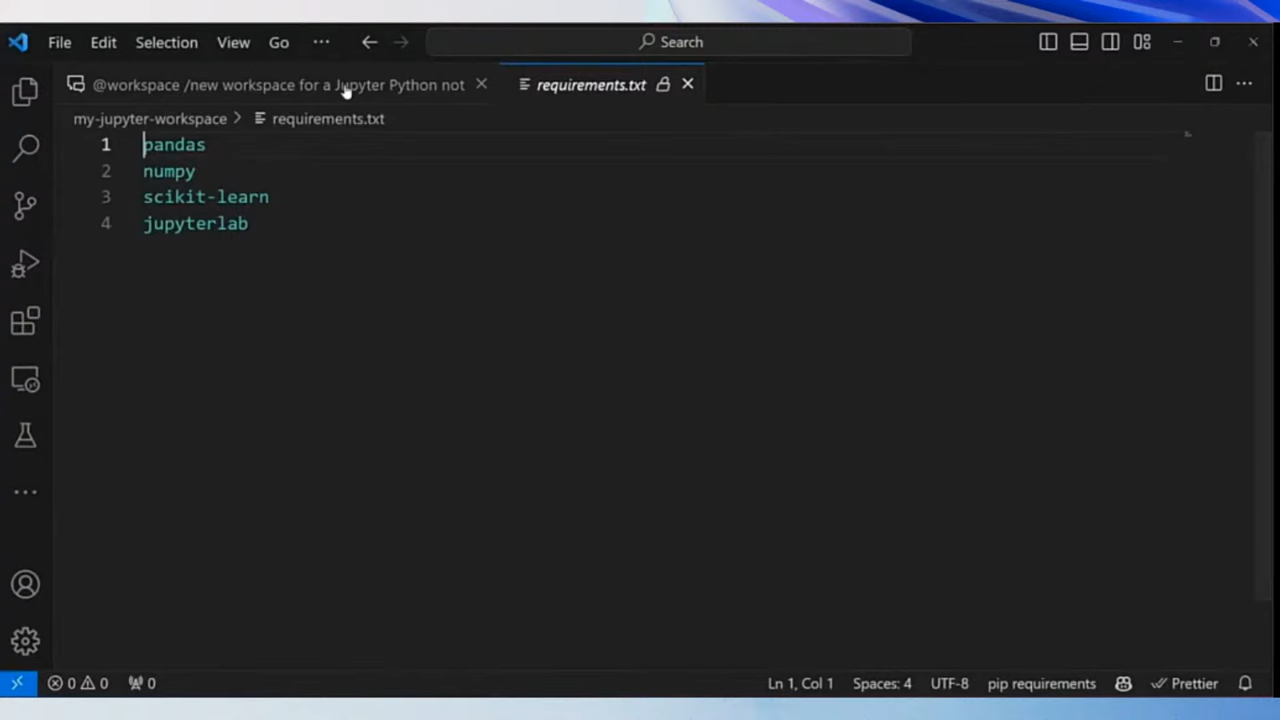 File Edit Selection View Go ··· Search
@workspace /new workspace for a Jupyter Python not requirements.txt
my-jupyter-workspace > requirements.txt
1 pandas
2 numpy
3 scikit-learn
4 jupyterlab
0 0 0 Ln 1, Col 1 Spaces: 4 UTF-8 pip requirements Prettier